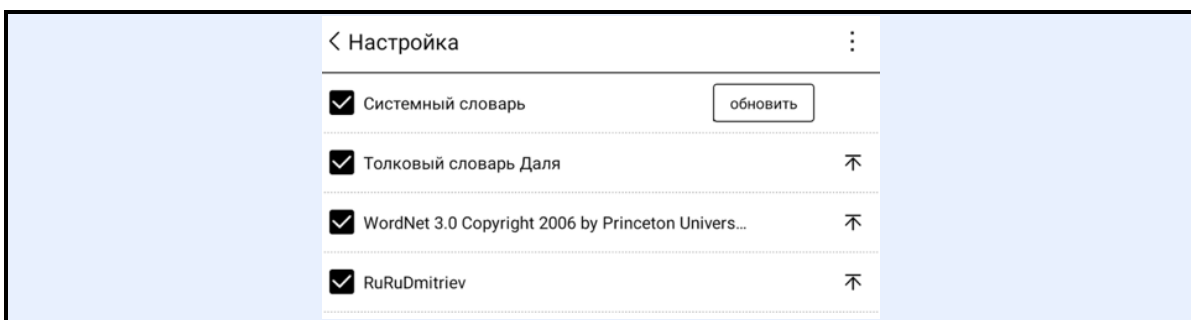 Настройка
Системный словарь обновить
Толковый словарь Даля
WordNet 3.0 Copyright 2006 by Princeton Univers...
RuRuDmitriev